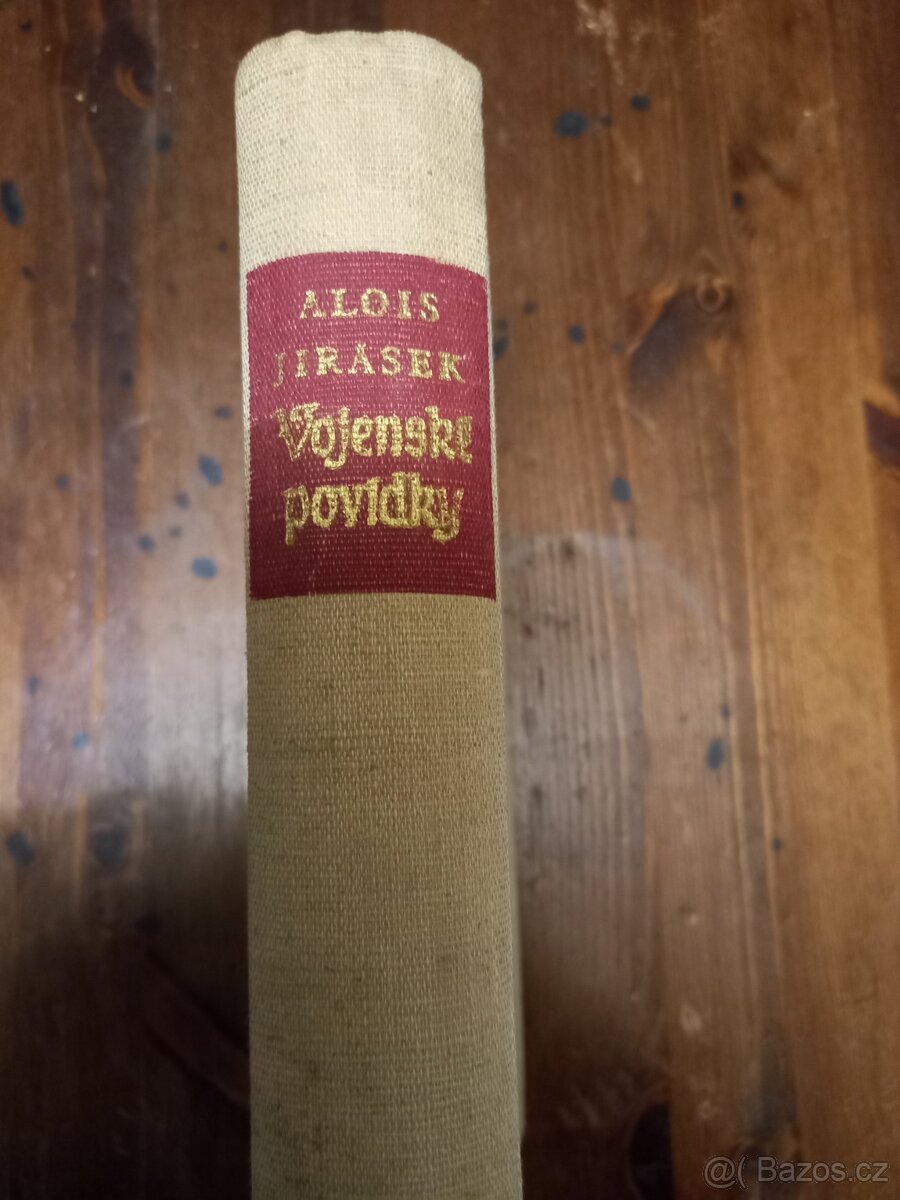 ALOIS
JIRÁSEK
Vojenské
povídky
@( Bazos.cz